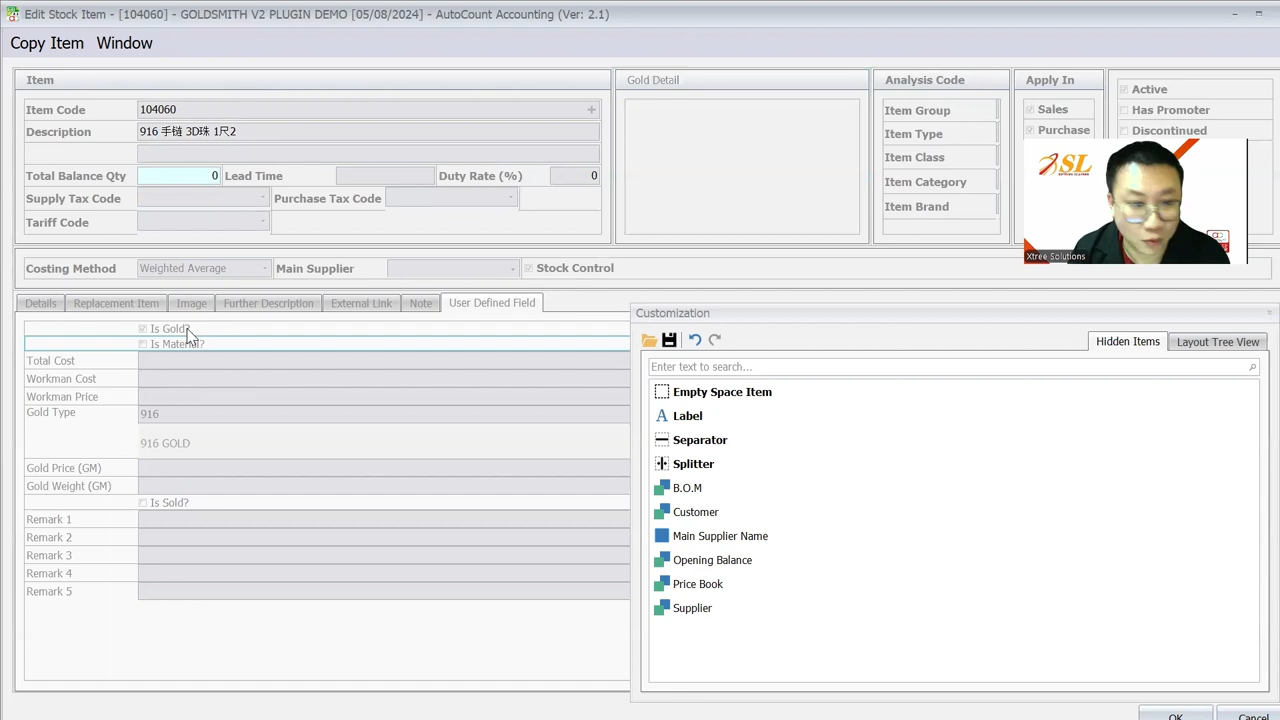 Edit Stock Item - [104060] - GOLDSMITH V2 PLUGIN DEMO [05/08/2024] - AutoCount Accounting (Ver: 2.1)
Copy Item Window
Item
Item Code 104060
Description 916 手链 3D珠 1尺2
Total Balance Qty 0 Lead Time Duty Rate (%) 0
Supply Tax Code Purchase Tax Code
Tariff Code
Gold Detail
Analysis Code
Item Group
Item Type
Item Class
Item Category
Item Brand
Apply In
Sales
Purchase
Active
Has Promoter
Discontinued
SL
Xtree Solutions
Costing Method Weighted Average Main Supplier Stock Control
Details Replacement Item Image Further Description External Link Note User Defined Field
Is Gold?
Is Material?
Total Cost
Workman Cost
Workman Price
Gold Type 916
916 GOLD
Gold Price (GM)
Gold Weight (GM)
Is Sold?
Remark 1
Remark 2
Remark 3
Remark 4
Remark 5
Customization
Hidden Items Layout Tree View
Enter text to search...
Empty Space Item
Label
Separator
Splitter
B.O.M
Customer
Main Supplier Name
Opening Balance
Price Book
Supplier
OK Cancel